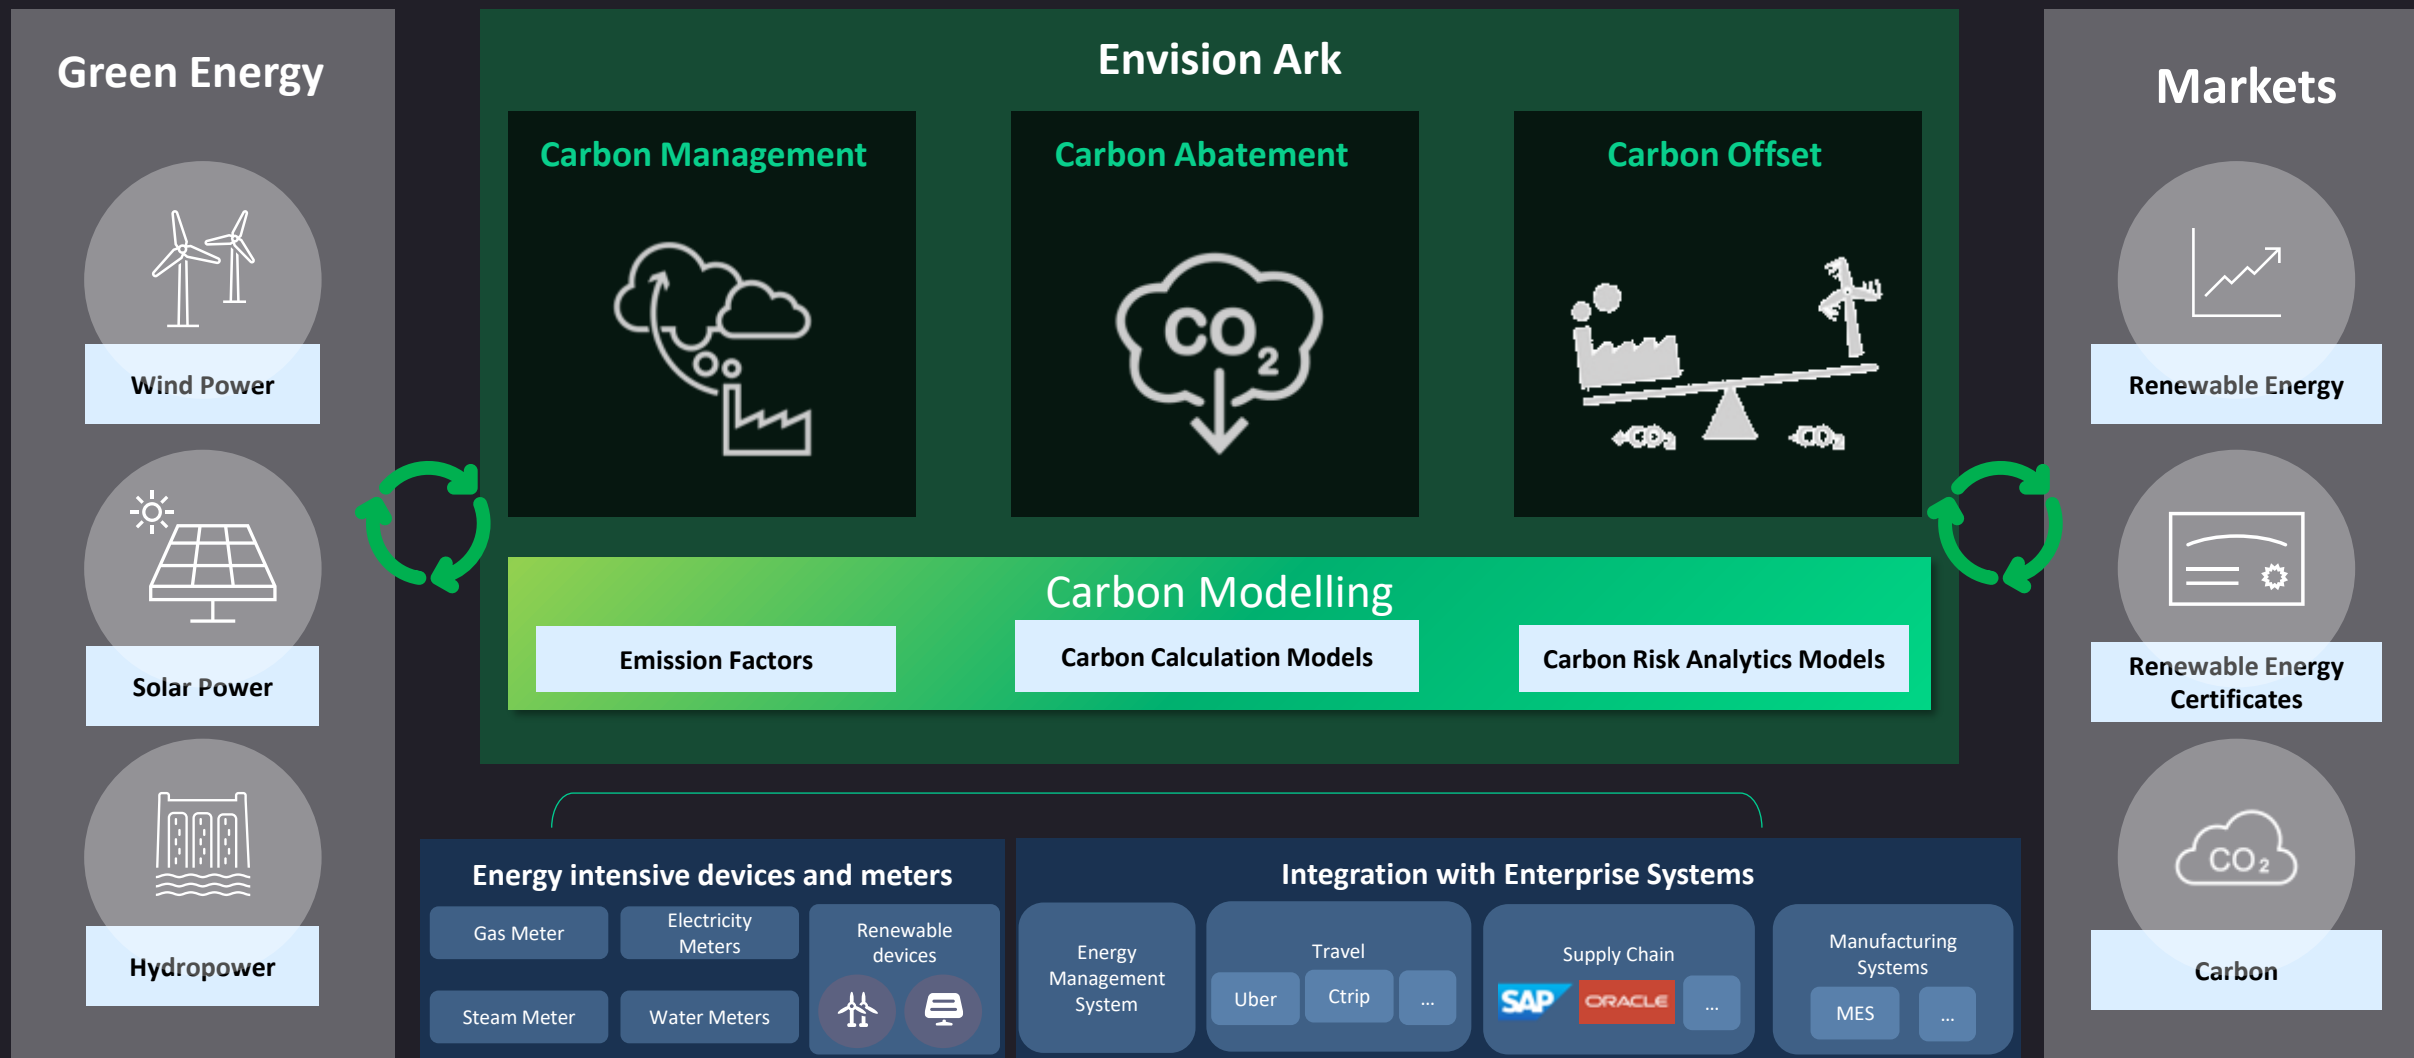 Green Energy
Wind Power
Solar Power
Hydropower
Envision Ark
Carbon Management
Carbon Abatement
CO2
Carbon Offset
CO2
CO2
Carbon Modelling
Emission Factors
Carbon Calculation Models
Carbon Risk Analytics Models
Energy intensive devices and meters
Gas Meter
Electricity
Meters
Steam Meter
Water Meters
Renewable
devices
Integration with Enterprise Systems
Energy
Management
System
Travel
Uber
Ctrip
...
Supply Chain
SAP
ORACLE
...
Manufacturing
Systems
MES
...
Markets
Renewable Energy
Renewable Energy
Certificates
CO2
Carbon